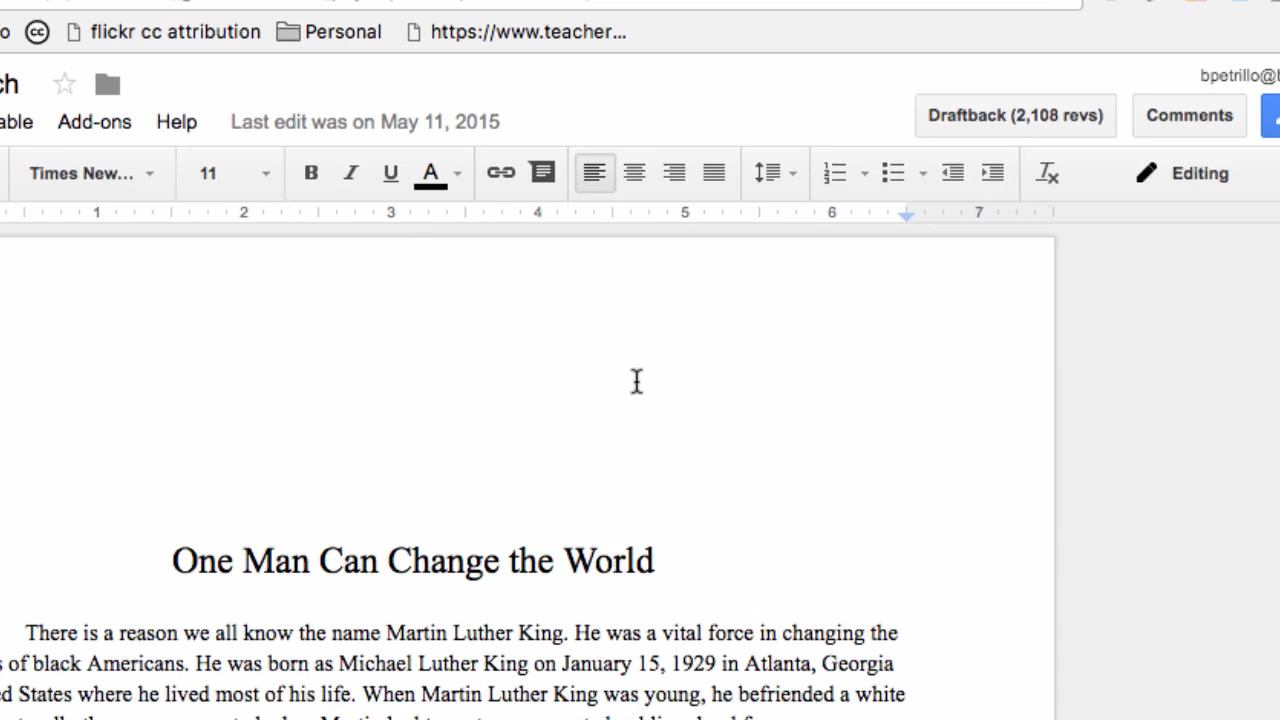 o cc flickr cc attribution Personal https://www.teacher...
ch
bpetrillo@
able Add-ons Help Last edit was on May 11, 2015
Draftback (2,108 revs) Comments
Times New... 11 B I U A Editing
1 2 3 4 5 6 7
One Man Can Change the World
There is a reason we all know the name Martin Luther King. He was a vital force in changing the
s of black Americans. He was born as Michael Luther King on January 15, 1929 in Atlanta, Georgia
ed States where he lived most of his life. When Martin Luther King was young, he befriended a white